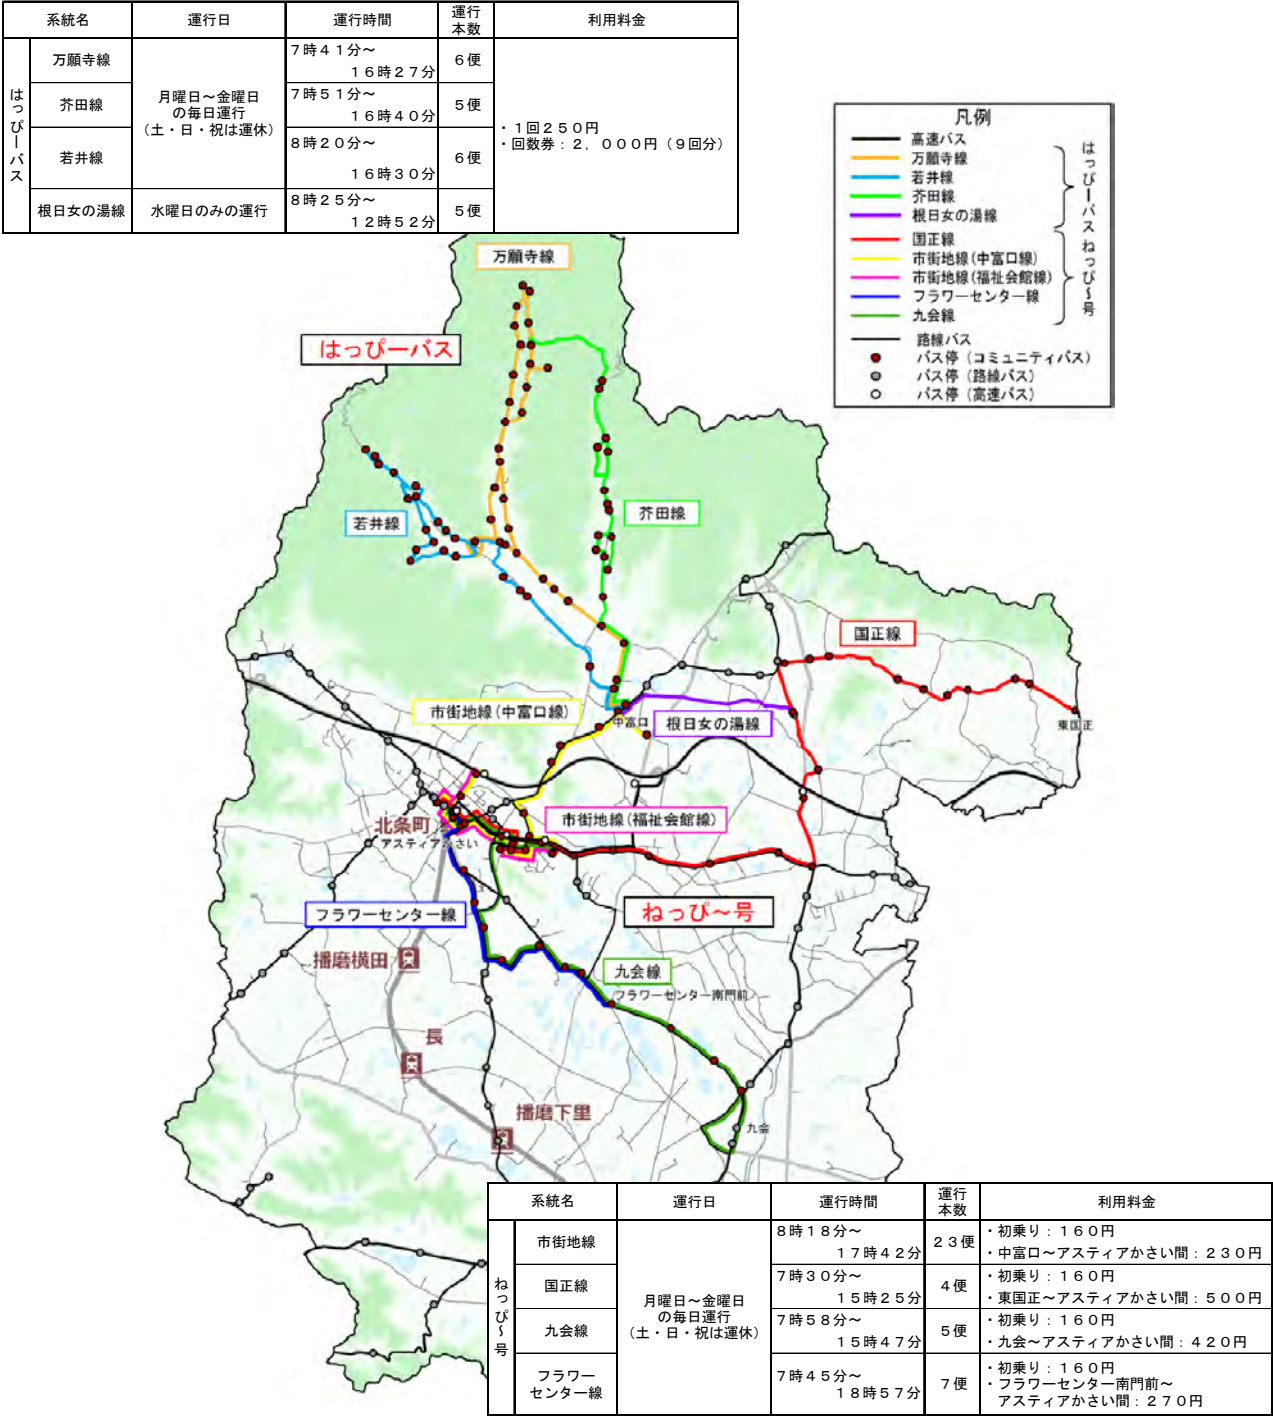 系統名 運行日 運行時間 運行本数 利用料金
はっぴーバス
万願寺線 7時41分～ 16時27分 6便
芥田線 7時51分～ 16時40分 5便
月曜日～金曜日
の毎日運行
（土・日・祝は運休）
若井線 8時20分～ 16時30分 6便
・1回250円
・回数券：2，000円（9回分）
根日女の湯線 水曜日のみの運行 8時25分～ 12時52分 5便
凡例
高速バス
万願寺線
若井線
芥田線
根日女の湯線
はっぴーバス
国正線
市街地線(中富口線)
市街地線(福祉会館線)
フラワーセンター線
九会線
ねっぴ～号
路線バス
バス停（コミュニティバス）
バス停（路線バス）
バス停（高速バス）
万願寺線
はっぴーバス
若井線
芥田線
国正線
市街地線(中富口線)
中富口
根日女の湯線
東国正
市街地線(福祉会館線)
北条町
アスティアかさい
フラワーセンター線
ねっぴ～号
播磨横田
九会線
フラワーセンター南門前
長
播磨下里
九会
系統名 運行日 運行時間 運行本数 利用料金
ねっぴ～号
市街地線 8時18分～ 17時42分 23便
・初乗り：160円
・中富口～アスティアかさい間：230円
国正線 7時30分～ 15時25分 4便
・初乗り：160円
・東国正～アスティアかさい間：500円
月曜日～金曜日
の毎日運行
（土・日・祝は運休）
九会線 7時58分～ 15時47分 5便
・初乗り：160円
・九会～アスティアかさい間：420円
フラワー
センター線
7時45分～ 18時57分 7便
・初乗り：160円
・フラワーセンター南門前～
アスティアかさい間：270円